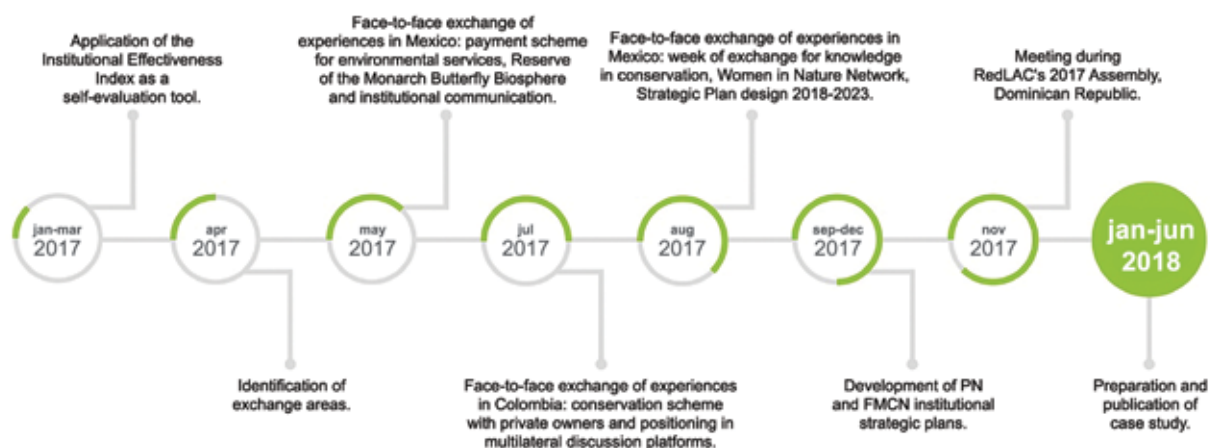 Application of the
Institutional Effectiveness
Index as a
self-evaluation tool.
Face-to-face exchange of
experiences in Mexico: payment scheme
for environmental services, Reserve
of the Monarch Butterfly Biosphere
and institutional communication.
Face-to-face exchange of experiences in
Mexico: week of exchange for knowledge
in conservation, Women in Nature Network,
Strategic Plan design 2018-2023.
Meeting during
RedLAC's 2017 Assembly,
Dominican Republic.
jan-mar
2017
apr
2017
may
2017
jul
2017
aug
2017
sep-dec
2017
nov
2017
jan-jun
2018
Identification of
exchange areas.
Face-to-face exchange of experiences
in Colombia: conservation scheme
with private owners and positioning in
multilateral discussion platforms.
Development of PN
and FMCN institutional
strategic plans.
Preparation and
publication of
case study.